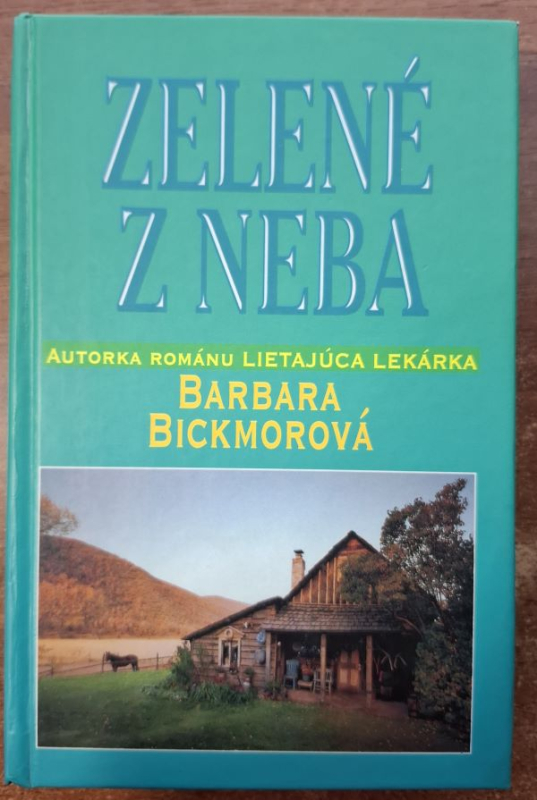 ZELENÉ
Z NEBA
AUTORKA ROMÁNU LIETAJÚCA LEKÁRKA
BARBARA
BICKMOROVÁ